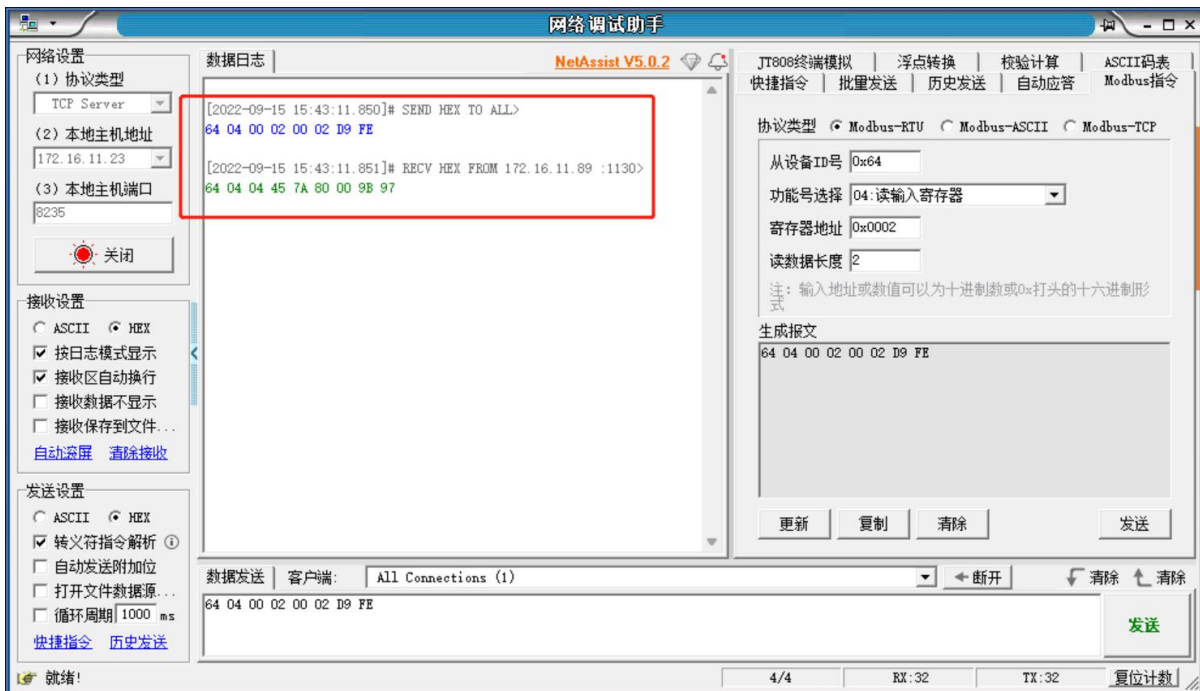 网络调试助手
网络设置
(1) 协议类型
TCP Server
(2) 本地主机地址
172.16.11.23
(3) 本地主机端口
8235
关闭
接收设置
ASCII HEX
按日志模式显示
接收区自动换行
接收数据不显示
接收保存到文件...
自动滚屏 清除接收
发送设置
ASCII HEX
转义符指令解析
自动发送附加位
打开文件数据源...
循环周期 1000 ms
快捷指令 历史发送
数据日志
NetAssist V5.0.2
[2022-09-15 15:43:11.850]# SEND HEX TO ALL>
64 04 00 02 00 02 D9 FE
[2022-09-15 15:43:11.851]# RECV HEX FROM 172.16.11.89 :1130>
64 04 04 45 7A 80 00 9B 97
JT808终端模拟 浮点转换 校验计算 ASCII码表
快捷指令 批量发送 历史发送 自动应答 Modbus指令
协议类型 Modbus-RTU Modbus-ASCII Modbus-TCP
从设备ID号 0x64
功能号选择 04:读输入寄存器
寄存器地址 0x0002
读数据长度 2
注: 输入地址或数值可以为十进制数或0x打头的十六进制形
式
生成报文
64 04 00 02 00 02 D9 FE
更新 复制 清除 发送
数据发送 客户端: All Connections (1) 断开 清除 清除
64 04 00 02 00 02 D9 FE
发送
就绪! 4/4 RX:32 TX:32 复位计数